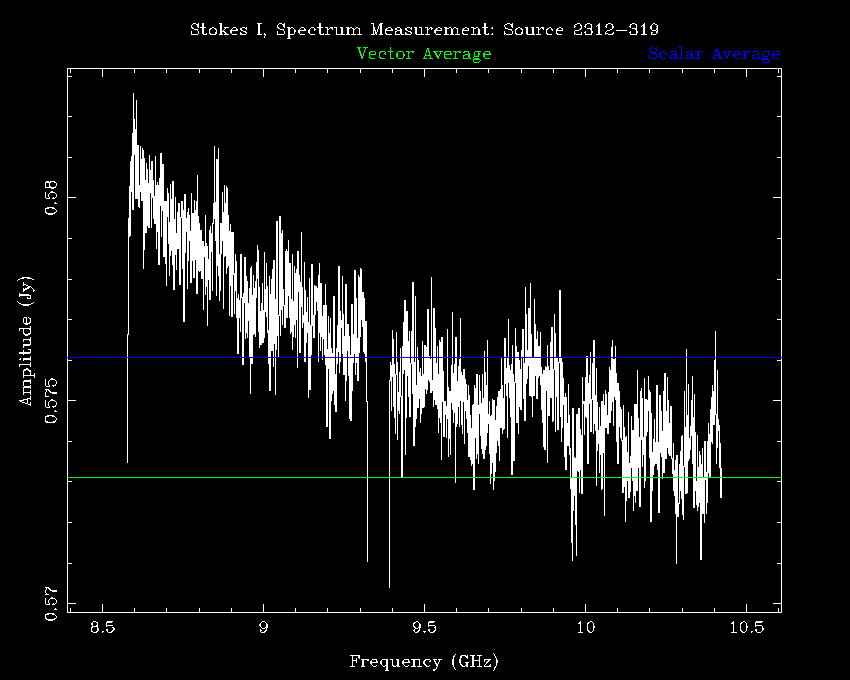 Stokes I, Spectrum Measurement: Source 2312-319
Vector Average
Scalar Average
Amplitude (Jy)
0.58
0.575
0.57
8.5
9
9.5
10
10.5
Frequency (GHz)